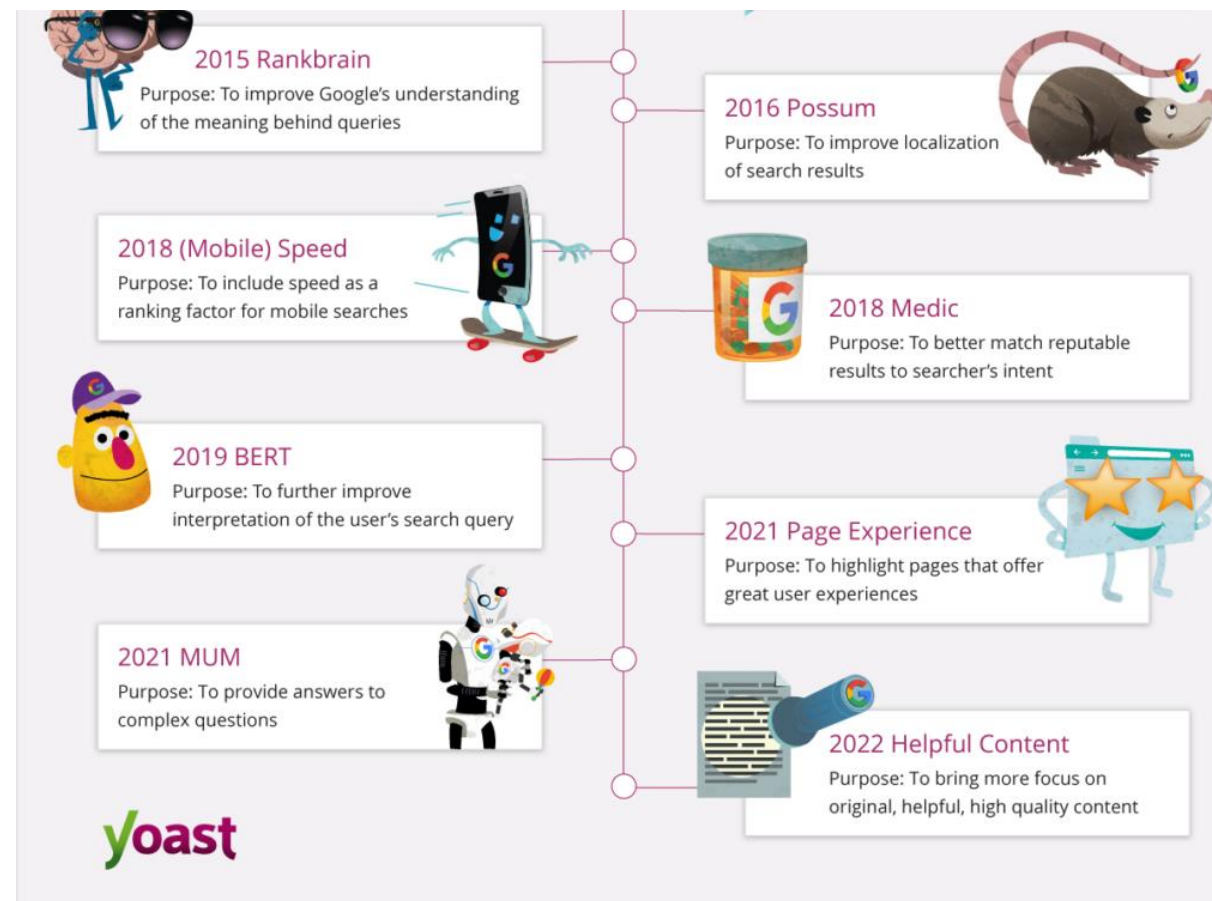 2015 Rankbrain
Purpose: To improve Google's understanding
of the meaning behind queries
2016 Possum
Purpose: To improve localization
of search results
2018 (Mobile) Speed
Purpose: To include speed as a
ranking factor for mobile searches
2018 Medic
Purpose: To better match reputable
results to searcher's intent
2019 BERT
Purpose: To further improve
interpretation of the user's search query
2021 Page Experience
Purpose: To highlight pages that offer
great user experiences
2021 MUM
Purpose: To provide answers to
complex questions
2022 Helpful Content
Purpose: To bring more focus on
original, helpful, high quality content
yoast